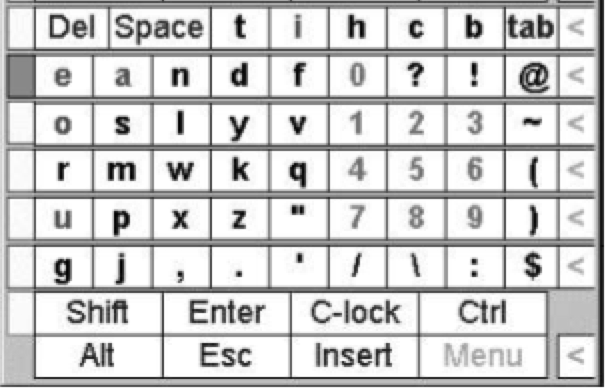 Del Space t i h c b tab <
e a n d f 0 ? ! @ <
o s l y v 1 2 3 ~ <
r m w k q 4 5 6 ( <
u p x z " 7 8 9 ) <
g j , . ' / \ : $ <
Shift Enter C-lock Ctrl
Alt Esc Insert Menu <